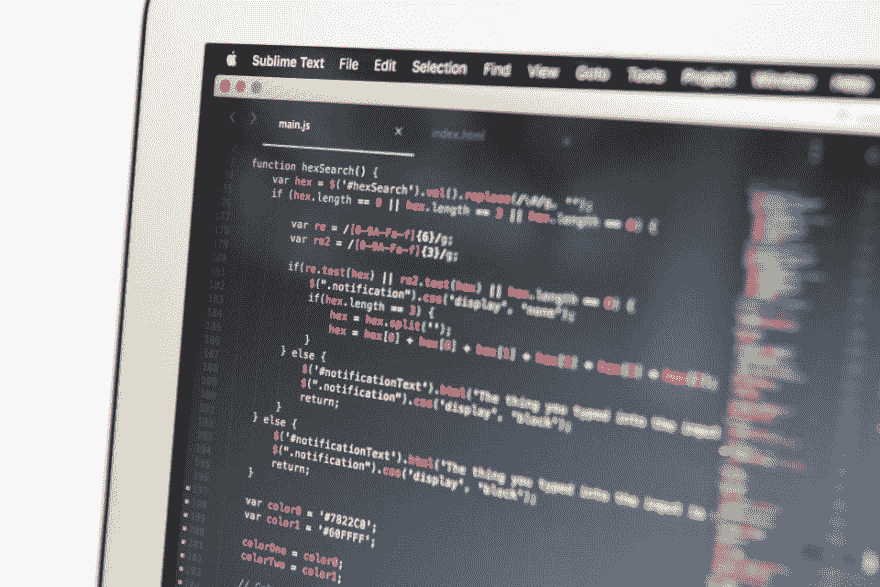 Sublime Text File Edit Selection Find View Goto Tools Project Window Help
main.js × index.html
function hexSearch() {
var hex = $('#hexSearch').val().replace(/\#/g, "");
if (hex.length == 0 || hex.length == 3 || hex.length == 6) {
var re = /[0-9A-Fa-f]{6}/g;
var re2 = /[0-9A-Fa-f]{3}/g;
if(re.test(hex) || re2.test(hex) || hex.length == 0) {
$(".notification").css("display", "none");
if(hex.length == 3) {
hex = hex.split("");
hex = hex[0] + hex[0] + hex[1] + hex[1] + hex[2] + hex[2];
}
} else {
$('#notificationText').html("The thing you typed into the input
$(".notification").css("display", "block");
return;
}
} else {
$('#notificationText').html("The thing you typed into the input is
$(".notification").css("display", "block");
return;
}
var color0 = '#7822C8';
var color1 = '#60FFFF';
colorOne = color0;
colorTwo = color1;